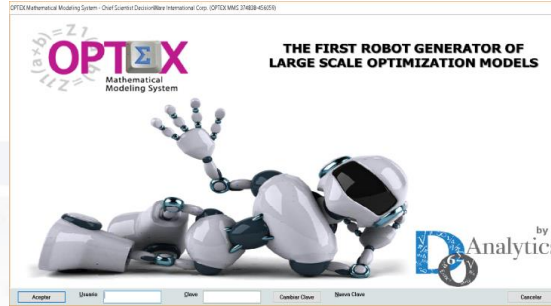 OPTEX Mathematical Modeling System - Chief Scientist DecisionWare International Corp. (OPTEX MMS 374838-456059)
OPTEX
Mathematical
Modeling System
THE FIRST ROBOT GENERATOR OF
LARGE SCALE OPTIMIZATION MODELS
by
Analytics
Aceptar Usuario Clave Cambiar Clave Nueva Clave Cancelar